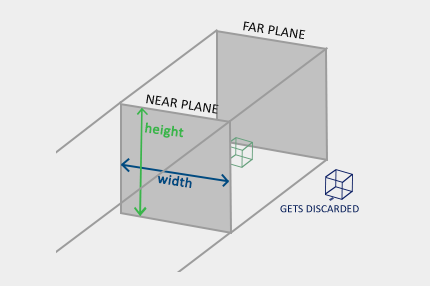 FAR PLANE
NEAR PLANE
height
width
GETS DISCARDED